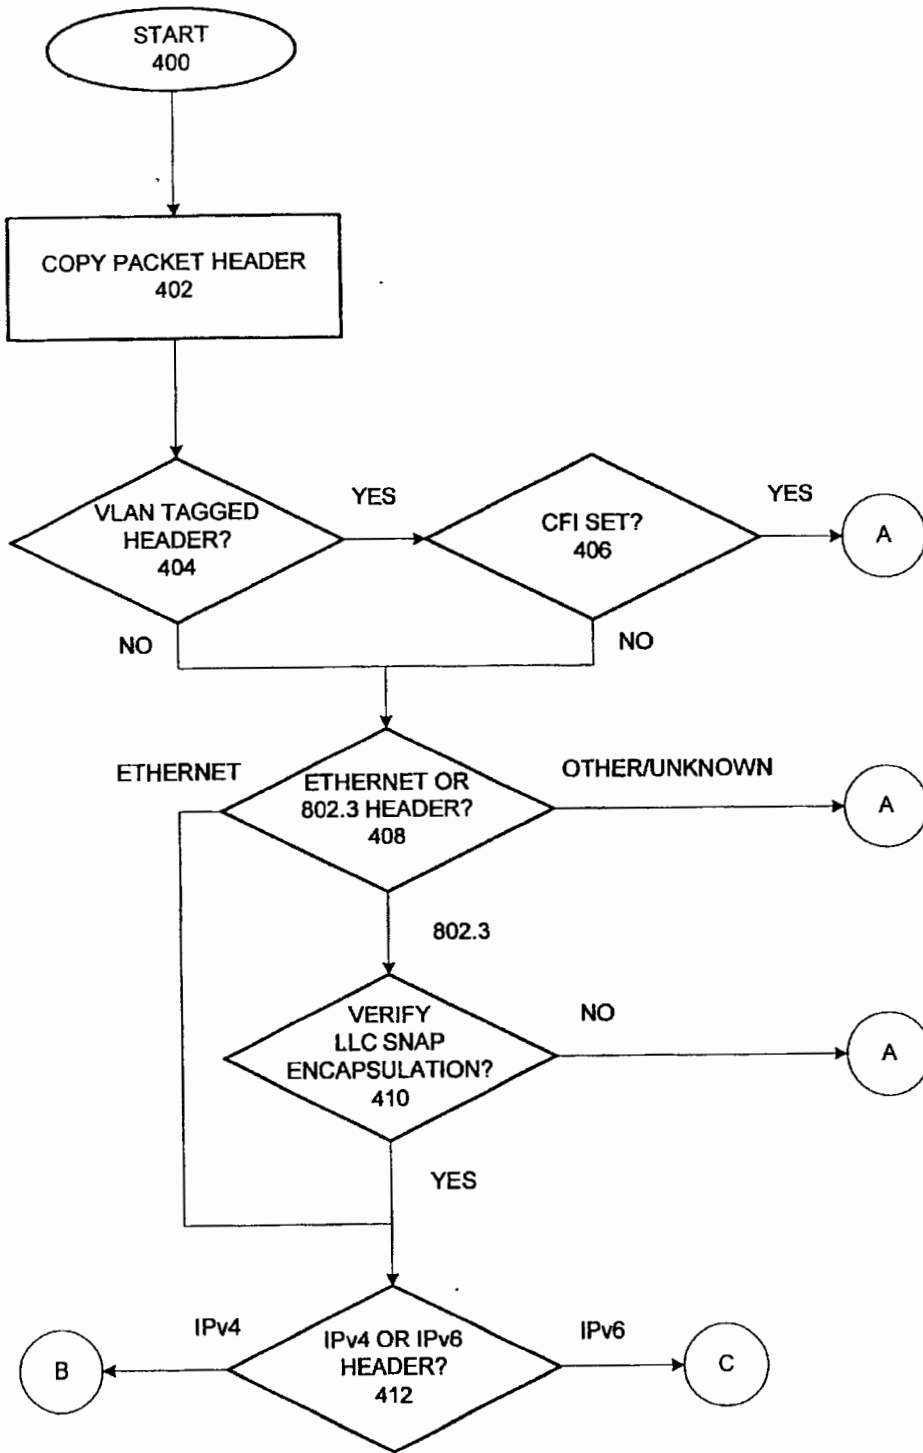 START
400
COPY PACKET HEADER
402
VLAN TAGGED
HEADER?
404
YES
CFI SET?
406
YES
A
NO
NO
ETHERNET
ETHERNET OR
802.3 HEADER?
408
OTHER/UNKNOWN
A
802.3
VERIFY
LLC SNAP
ENCAPSULATION?
410
NO
A
YES
IPv4
B
IPv4 OR IPv6
HEADER?
412
IPv6
C